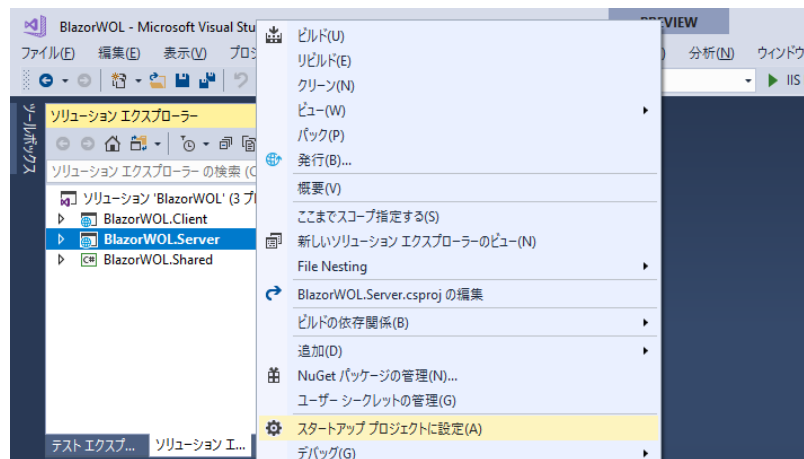 BlazorWOL - Microsoft Visual Stu
PREVIEW
ファイル(F) 編集(E) 表示(V) プロジ
分析(N) ウィンドウ
IIS
ツールボックス
ソリューション エクスプローラー
ソリューション エクスプローラー の検索 (C
ソリューション 'BlazorWOL' (3 プ
BlazorWOL.Client
BlazorWOL.Server
BlazorWOL.Shared
テスト エクスプ...
ソリューション エ...
ビルド(U)
リビルド(E)
クリーン(N)
ビュー(W)
パック(P)
発行(B)...
概要(V)
ここまでスコープ指定する(S)
新しいソリューション エクスプローラーのビュー(N)
File Nesting
BlazorWOL.Server.csproj の編集
ビルドの依存関係(B)
追加(D)
NuGet パッケージの管理(N)...
ユーザー シークレットの管理(G)
スタートアップ プロジェクトに設定(A)
デバッグ(G)